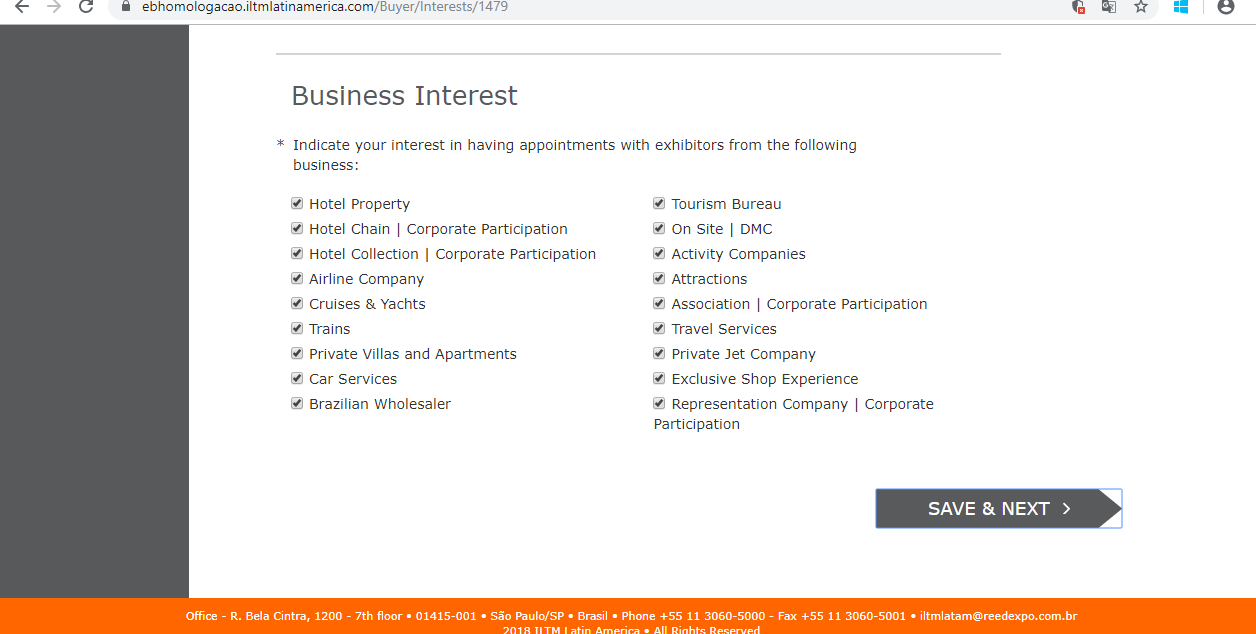 ebhomologacao.iltmlatinamerica.com/Buyer/Interests/1479
Business Interest
* Indicate your interest in having appointments with exhibitors from the following
business:
Hotel Property
Hotel Chain | Corporate Participation
Hotel Collection | Corporate Participation
Airline Company
Cruises & Yachts
Trains
Private Villas and Apartments
Car Services
Brazilian Wholesaler
Tourism Bureau
On Site | DMC
Activity Companies
Attractions
Association | Corporate Participation
Travel Services
Private Jet Company
Exclusive Shop Experience
Representation Company | Corporate
Participation
SAVE & NEXT >
Office - R. Bela Cintra, 1200 - 7th floor • 01415-001 • São Paulo/SP • Brasil • Phone +55 11 3060-5000 - Fax +55 11 3060-5001 • iltmlatam@reedexpo.com.br
2018 ILTM Latin America • All Rights Reserved